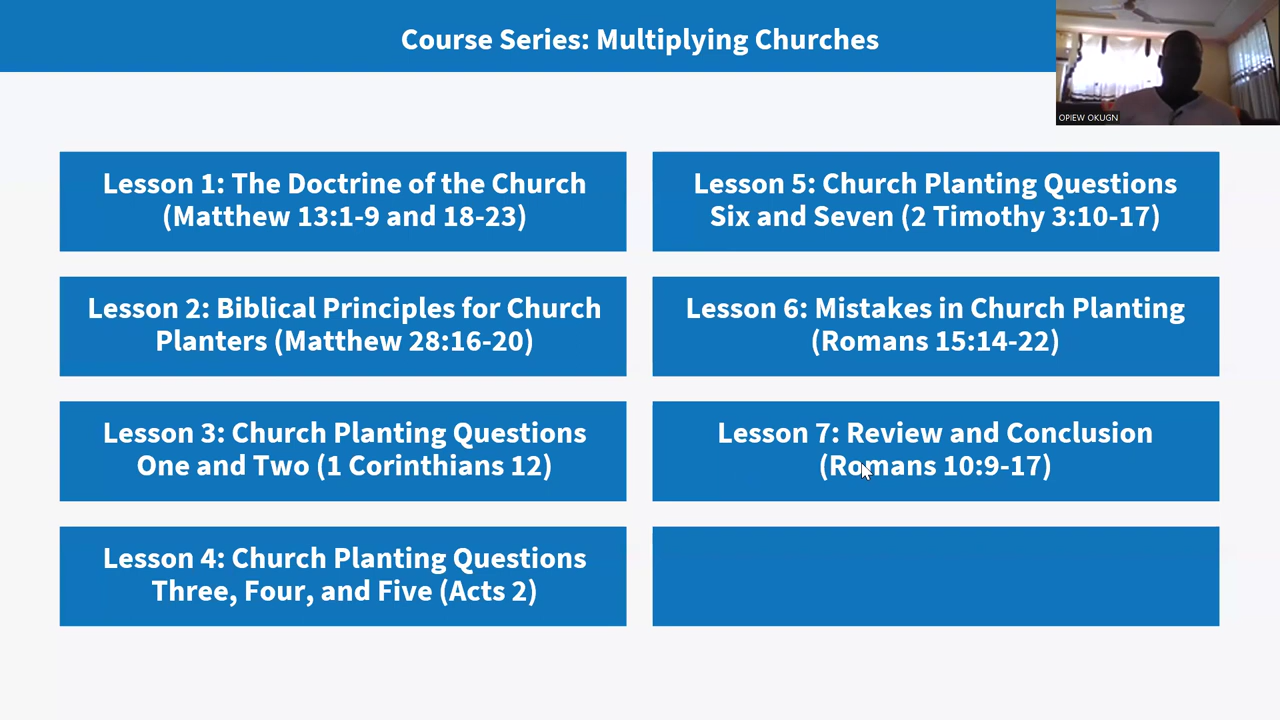 Course Series: Multiplying Churches
OPIEW OKUGN
Lesson 1: The Doctrine of the Church
(Matthew 13:1-9 and 18-23)
Lesson 2: Biblical Principles for Church
Planters (Matthew 28:16-20)
Lesson 3: Church Planting Questions
One and Two (1 Corinthians 12)
Lesson 4: Church Planting Questions
Three, Four, and Five (Acts 2)
Lesson 5: Church Planting Questions
Six and Seven (2 Timothy 3:10-17)
Lesson 6: Mistakes in Church Planting
(Romans 15:14-22)
Lesson 7: Review and Conclusion
(Romans 10:9-17)